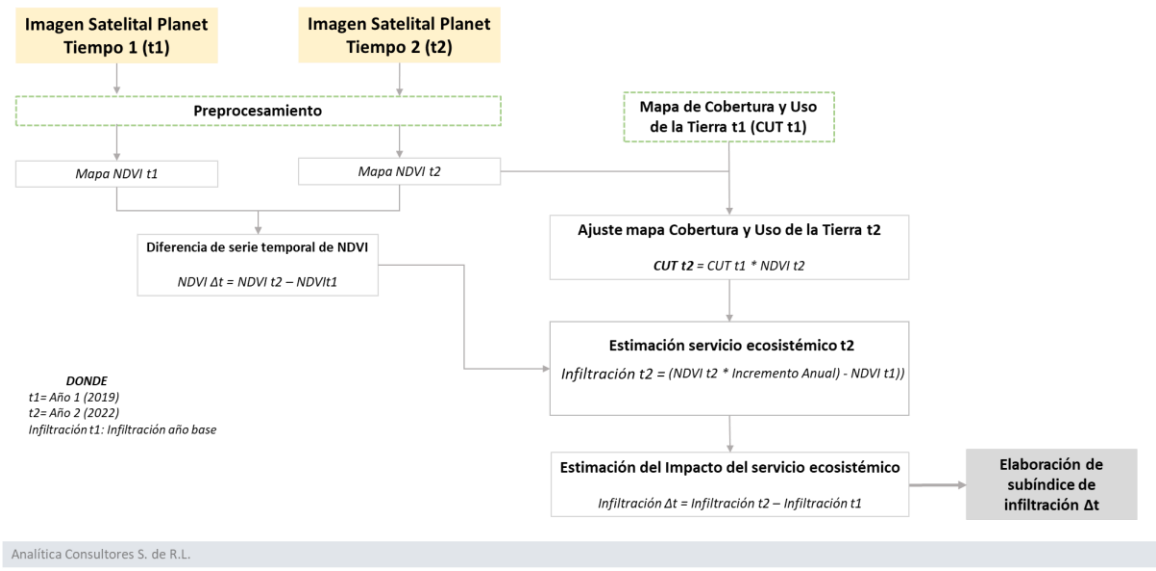 Imagen Satelital Planet
Tiempo 1 (t1)
Imagen Satelital Planet
Tiempo 2 (t2)
Preprocesamiento
Mapa de Cobertura y Uso
de la Tierra t1 (CUT t1)
Mapa NDVI t1
Mapa NDVI t2
Diferencia de serie temporal de NDVI
NDVI Δt = NDVI t2 – NDVIt1
Ajuste mapa Cobertura y Uso de la Tierra t2
CUT t2 = CUT t1 * NDVI t2
Estimación servicio ecosistémico t2
Infiltración t2 = (NDVI t2 * Incremento Anual) - NDVI t1))
DONDE
t1= Año 1 (2019)
t2= Año 2 (2022)
Infiltración t1: Infiltración año base
Estimación del Impacto del servicio ecosistémico
Infiltración Δt = Infiltración t2 – Infiltración t1
Elaboración de
subíndice de
infiltración Δt
Analítica Consultores S. de R.L.